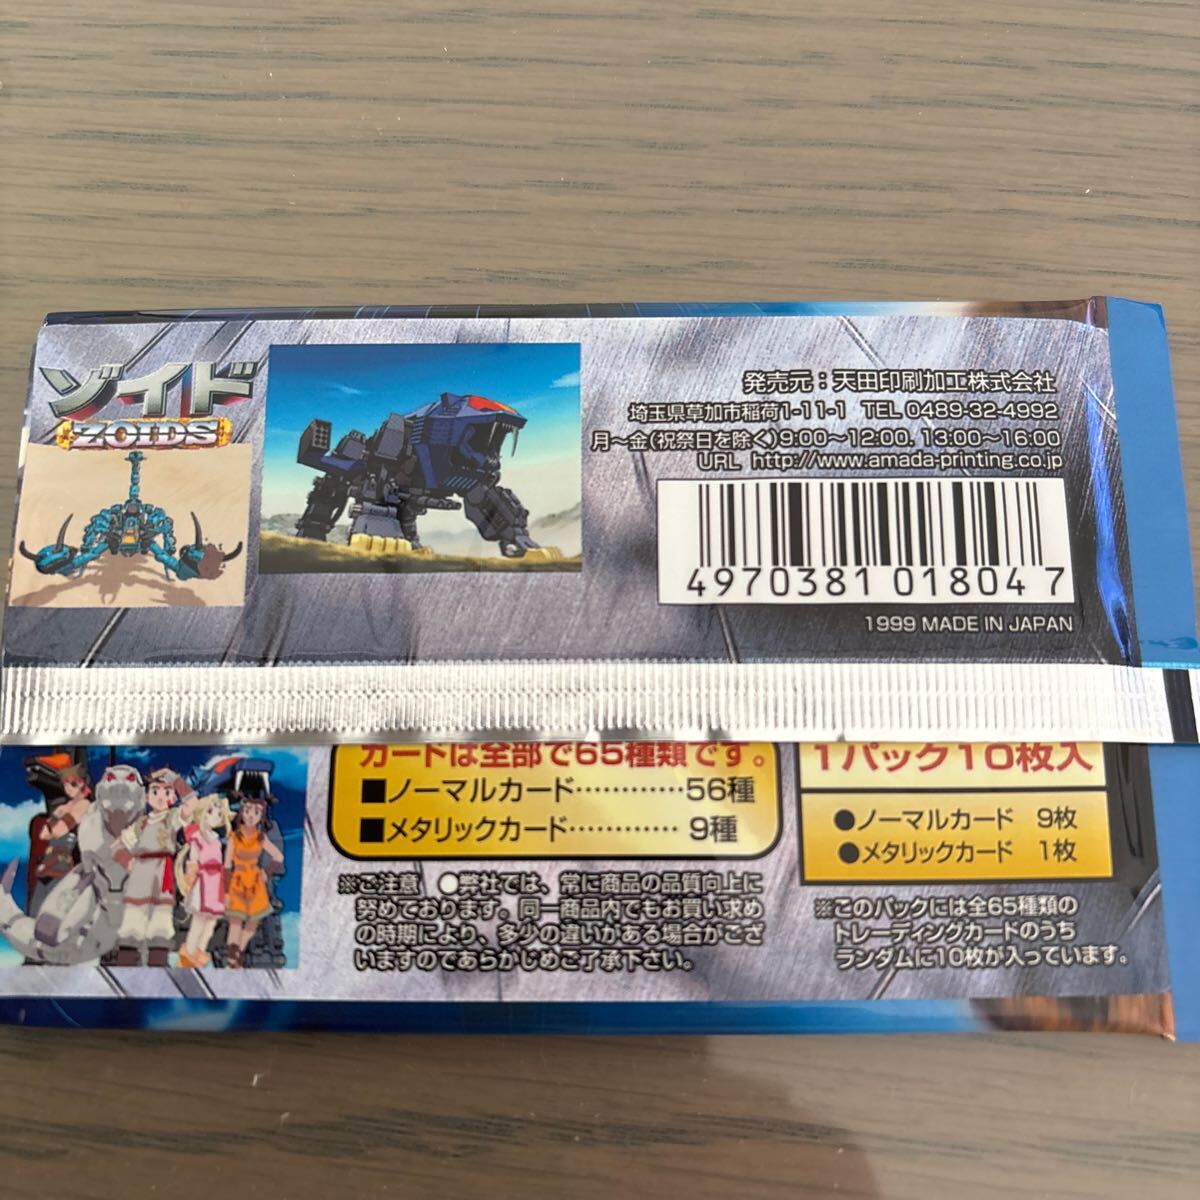 ゾイド
ZOIDS
発売元：天田印刷加工株式会社
埼玉県草加市稲荷1-11-1 TEL 0489-32-4992
月〜金(祝祭日を除く)9:00〜12:00, 13:00〜16:00
URL http://www.amada-printing.co.jp
4970381 018047
1999 MADE IN JAPAN
カードは全部で65種類です。
■ノーマルカード…………56種
■メタリックカード………… 9種
※ご注意 ●弊社では、常に商品の品質向上に
努めております。同一商品内でもお買い求め
の時期により、多少の違いがある場合がござ
いますのであらかじめご了承下さい。
1パック10枚入
●ノーマルカード 9枚
●メタリックカード 1枚
※このパックには全65種類の
トレーディングカードのうち
ランダムに10枚が入っています。